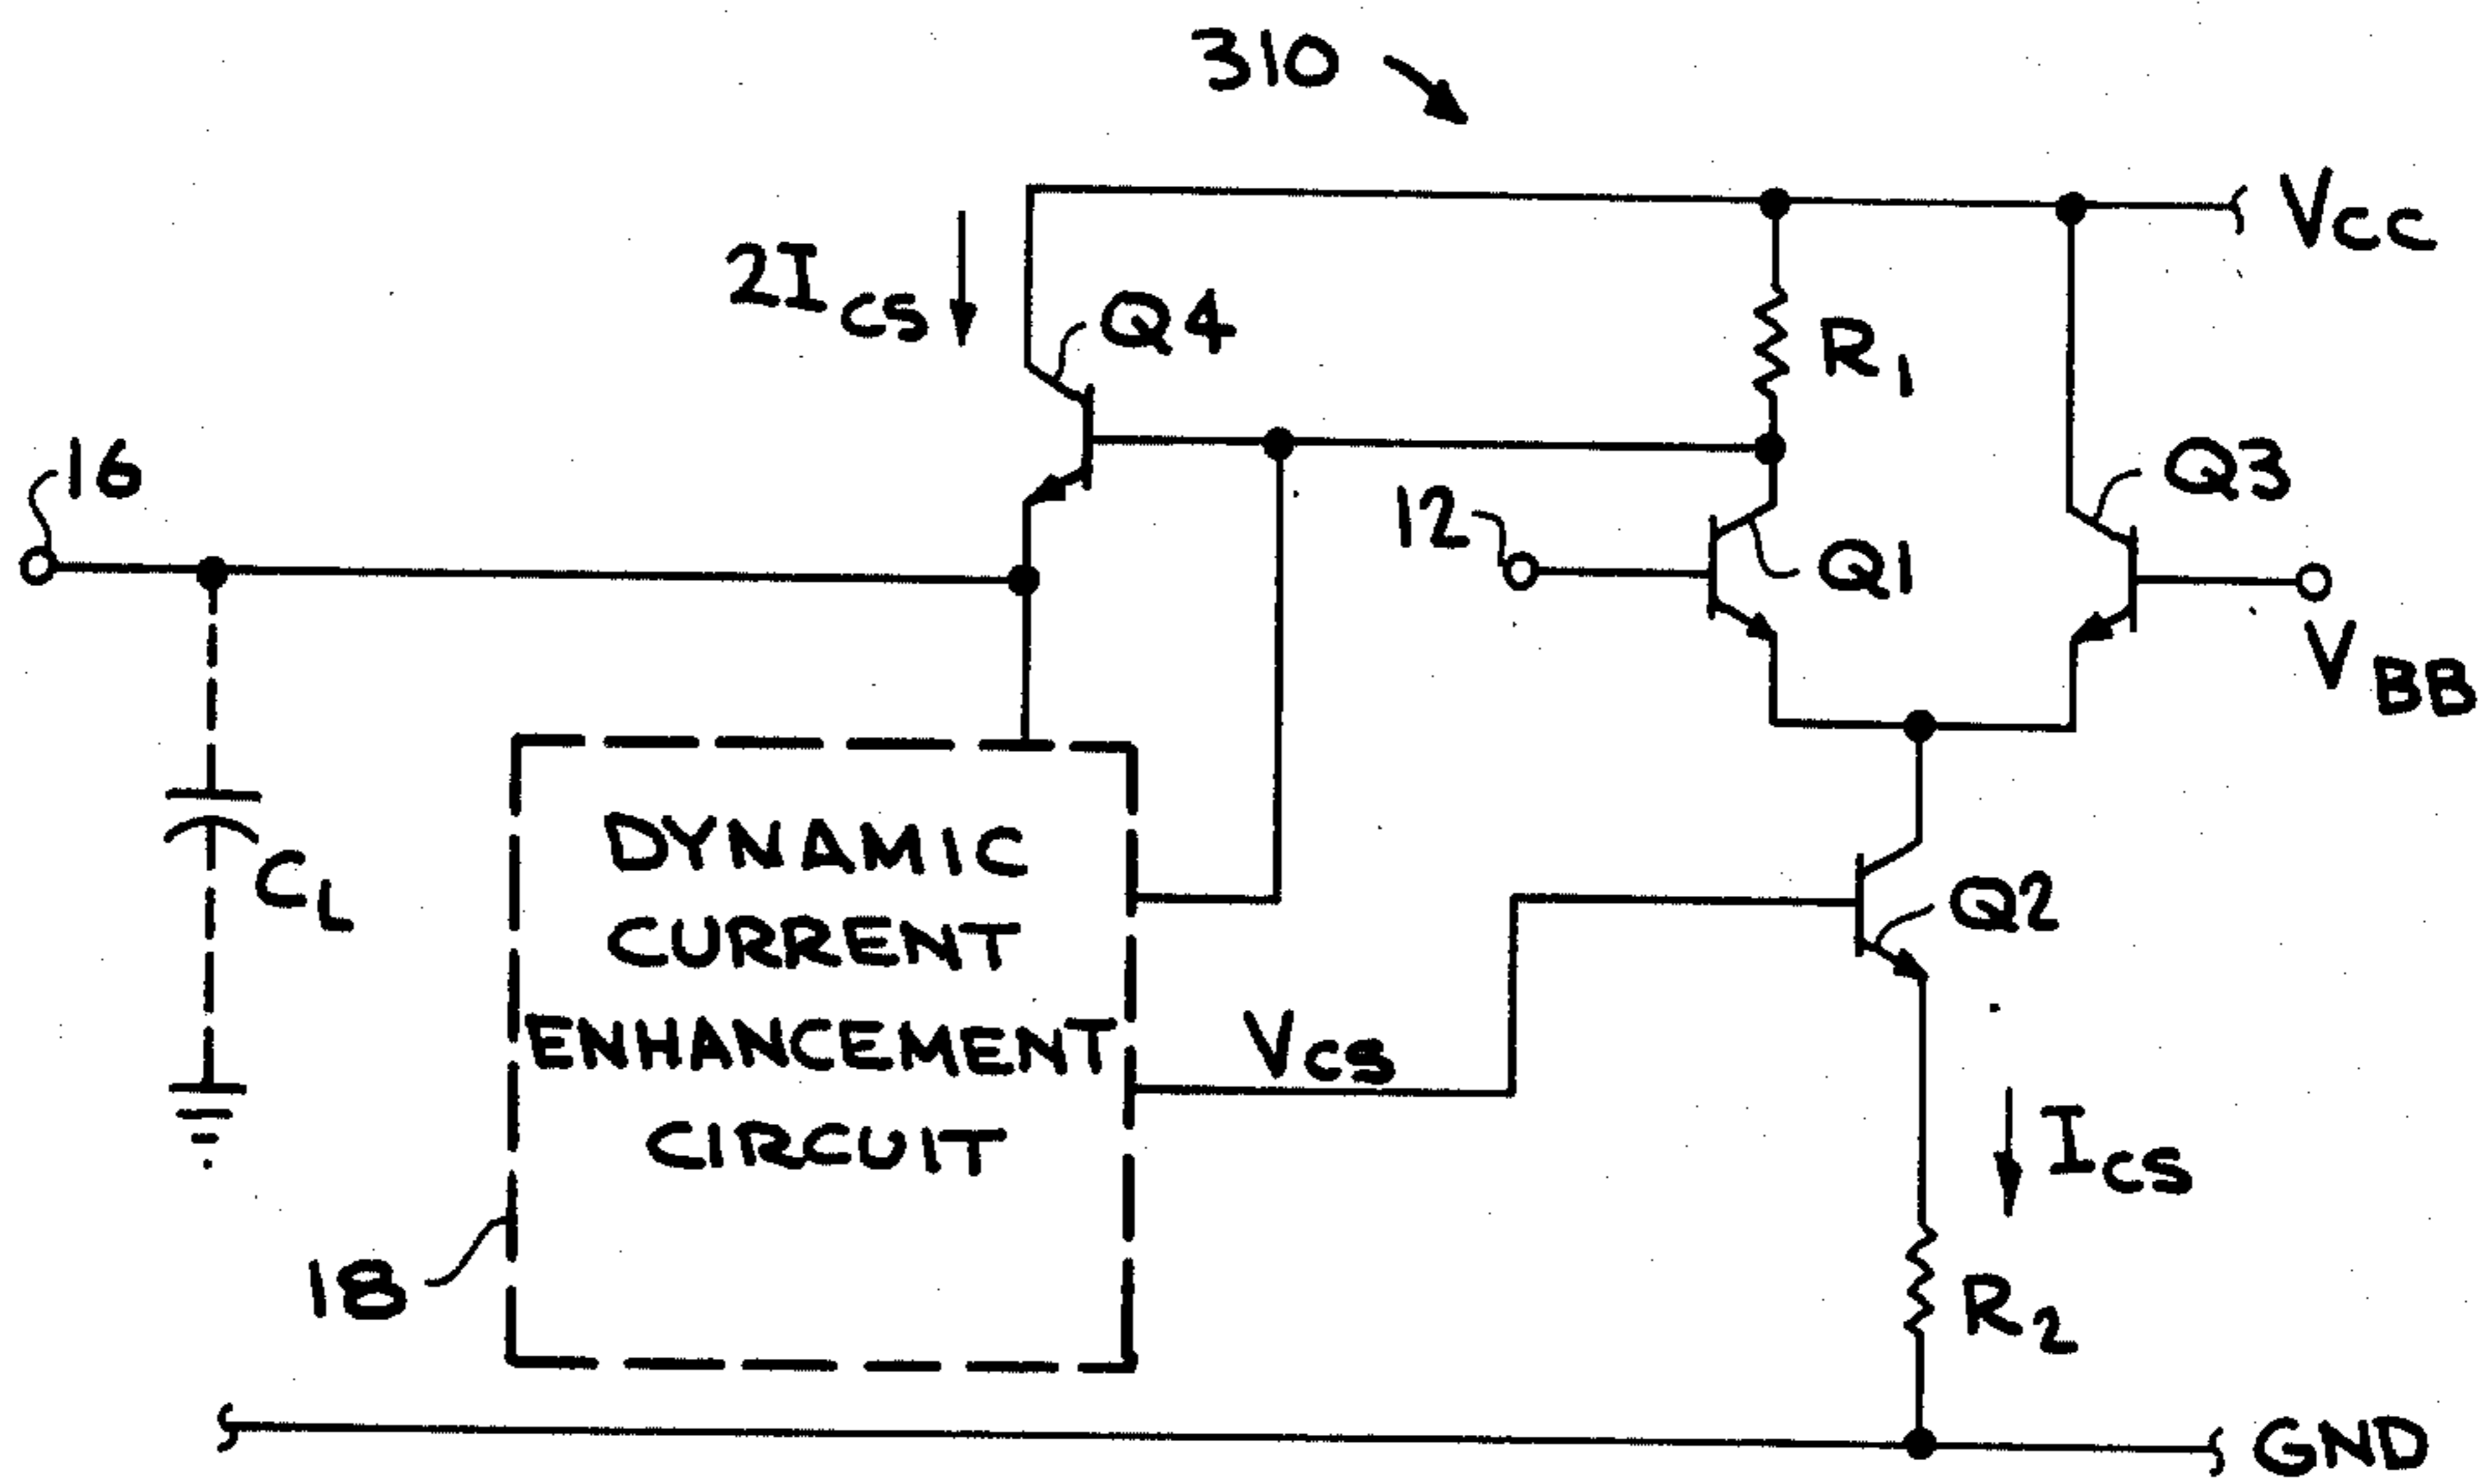 310
VCC
2ICS
Q4
R1
16
12
Q3
Q1
VBB
DYNAMIC
CURRENT
ENHANCEMENT
CIRCUIT
CL
Q2
VCS
ICS
18
R2
GND